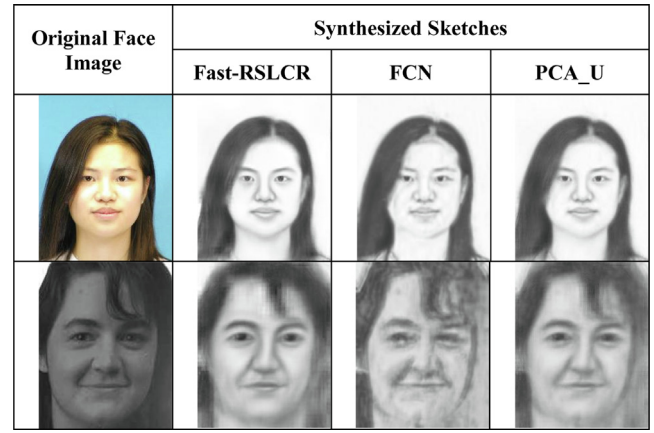 Original Face
Image
Synthesized Sketches
Fast-RSLCR
FCN
PCA_U